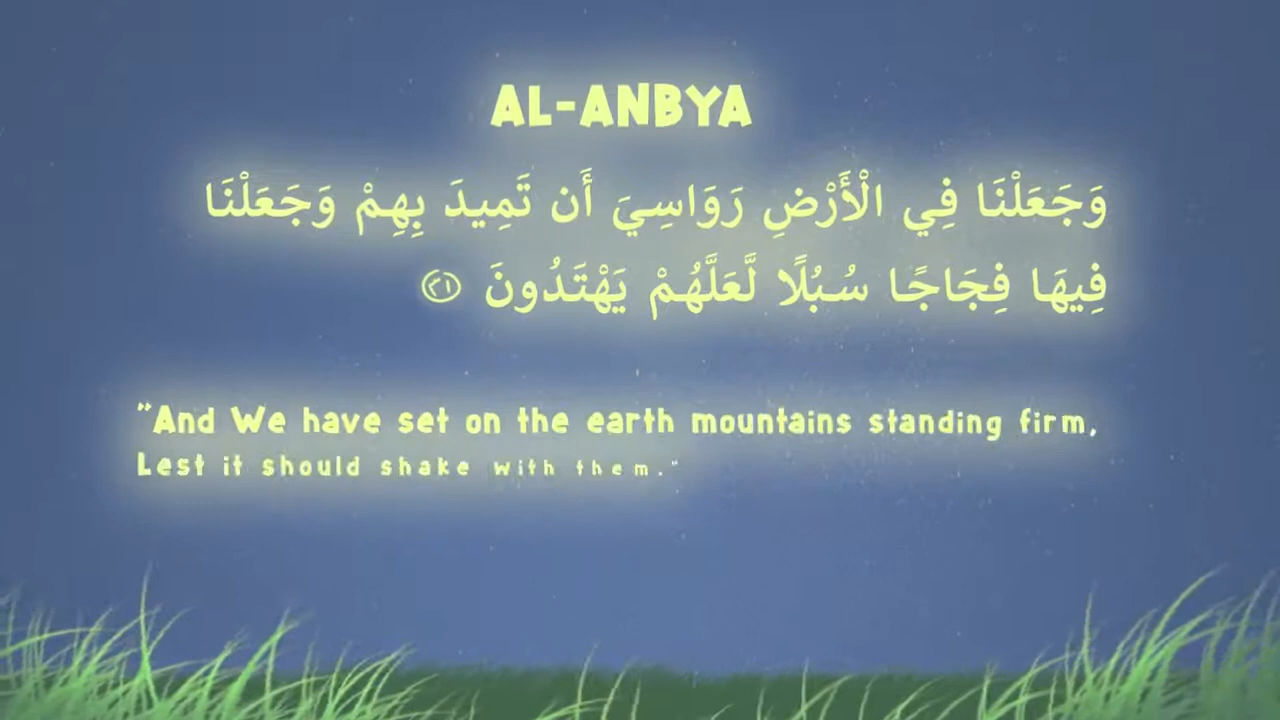 AL-ANBYA
وَجَعَلْنَا فِي الْأَرْضِ رَوَاسِيَ أَن تَمِيدَ بِهِمْ وَجَعَلْنَا
فِيهَا فِجَاجًا سُبُلًا لَّعَلَّهُمْ يَهْتَدُونَ ٣١
"And We have set on the earth mountains standing firm,
Lest it should shake with them."